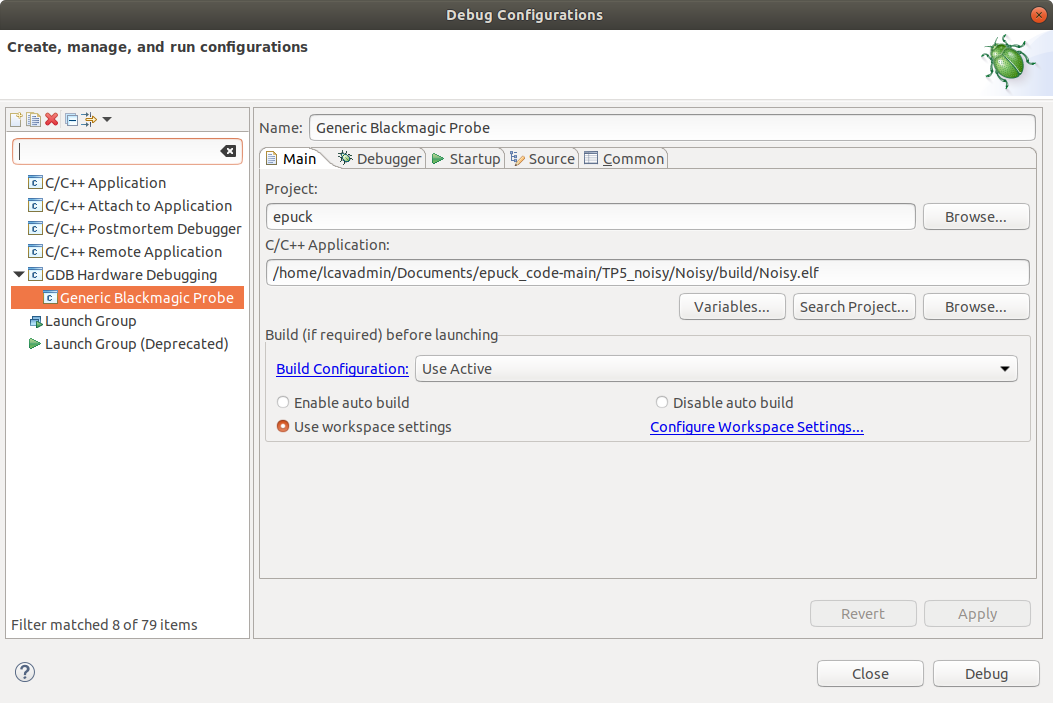 Debug Configurations
Create, manage, and run configurations
C/C++ Application
C/C++ Attach to Application
C/C++ Postmortem Debugger
C/C++ Remote Application
GDB Hardware Debugging
Generic Blackmagic Probe
Launch Group
Launch Group (Deprecated)
Filter matched 8 of 79 items
Name: Generic Blackmagic Probe
Main Debugger Startup Source Common
Project:
epuck Browse...
C/C++ Application:
/home/lcavadmin/Documents/epuck_code-main/TP5_noisy/Noisy/build/Noisy.elf
Variables... Search Project... Browse...
Build (if required) before launching
Build Configuration: Use Active
Enable auto build Disable auto build
Use workspace settings Configure Workspace Settings...
Revert Apply
? Close Debug